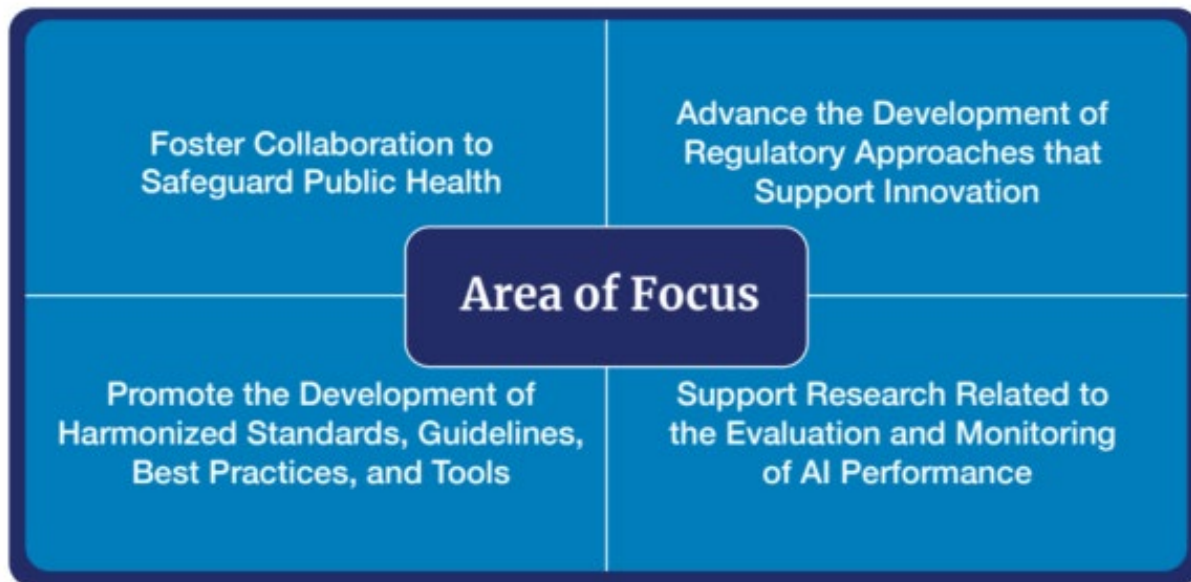 Foster Collaboration to
Safeguard Public Health
Advance the Development of
Regulatory Approaches that
Support Innovation
Area of Focus
Promote the Development of
Harmonized Standards, Guidelines,
Best Practices, and Tools
Support Research Related to
the Evaluation and Monitoring
of AI Performance